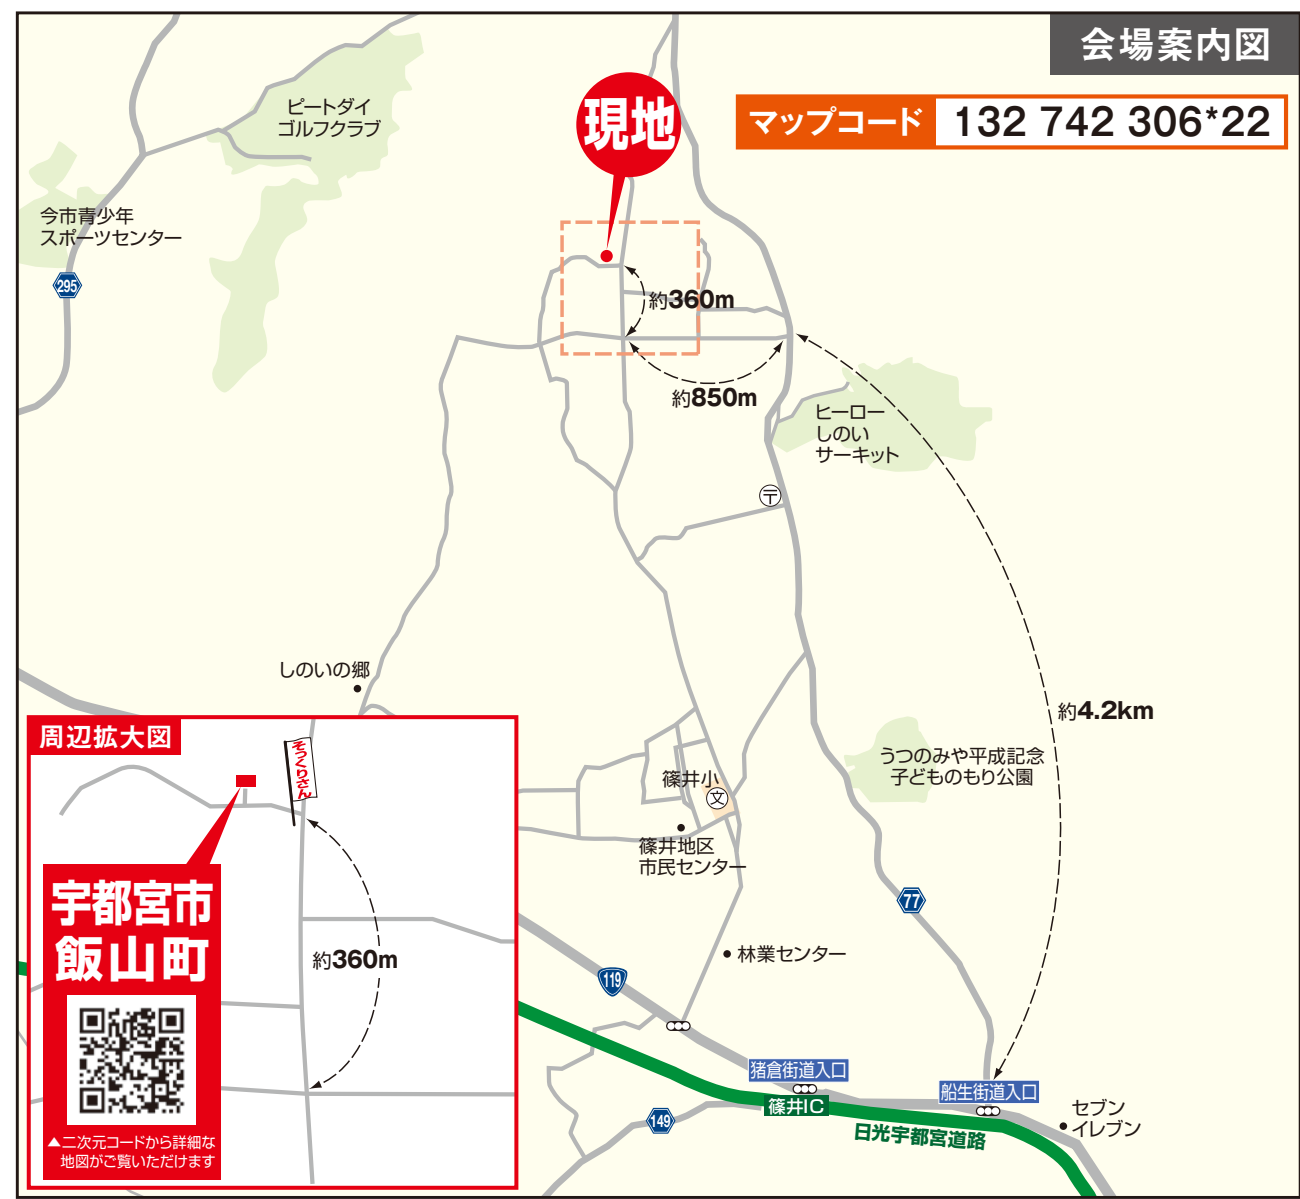 会場案内図
マップコード 132 742 306*22
ピートダイ
ゴルフクラブ
現地
今市青少年
スポーツセンター
295
約360m
約850m
ヒーロー
しのい
サーキット
〒
しのいの郷
約4.2km
うつのみや平成記念
子どものもり公園
篠井小
文
篠井地区
市民センター
77
林業センター
119
猪倉街道入口
篠井IC
船生街道入口
日光宇都宮道路
セブン
イレブン
149
周辺拡大図
そっくりさん
宇都宮市
飯山町
約360m
▲二次元コードから詳細な
地図がご覧いただけます